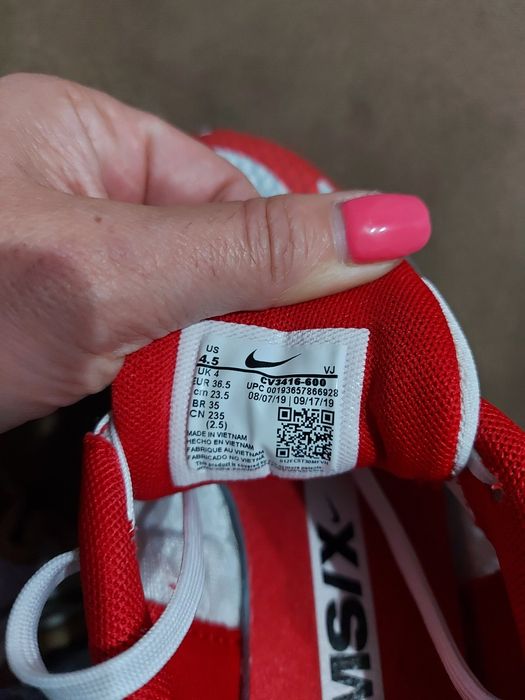 US
4.5
VJ
UK 4
CV3416-600
EUR 36.5
UPC 00193657866928
cm 23.5
08/07/19 | 09/17/19
BR 35
CN 235
(2.5)
MADE IN VIETNAM
HECHO EN VIETNAM
FABRIQUÉ AU VIETNAM
FABRICADO NO VIETNAM
MSIX